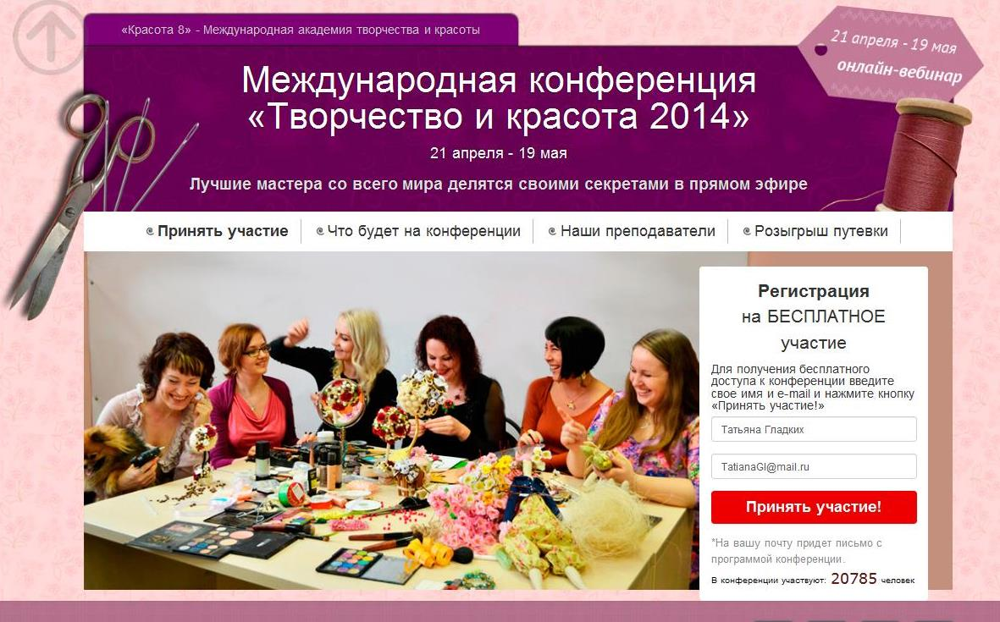 «Красота 8» - Международная академия творчества и красоты
21 апреля - 19 мая
онлайн-вебинар
Международная конференция
«Творчество и красота 2014»
21 апреля - 19 мая
Лучшие мастера со всего мира делятся своими секретами в прямом эфире
Принять участие
Что будет на конференции
Наши преподаватели
Розыгрыш путевки
Регистрация
на БЕСПЛАТНОЕ
участие
Для получения бесплатного
доступа к конференции введите
свое имя и e-mail и нажмите кнопку
«Принять участие!»
Татьяна Гладких
TatianaGl@mail.ru
Принять участие!
*На вашу почту придет письмо с
программой конференции.
В конференции участвуют: 20785 человек